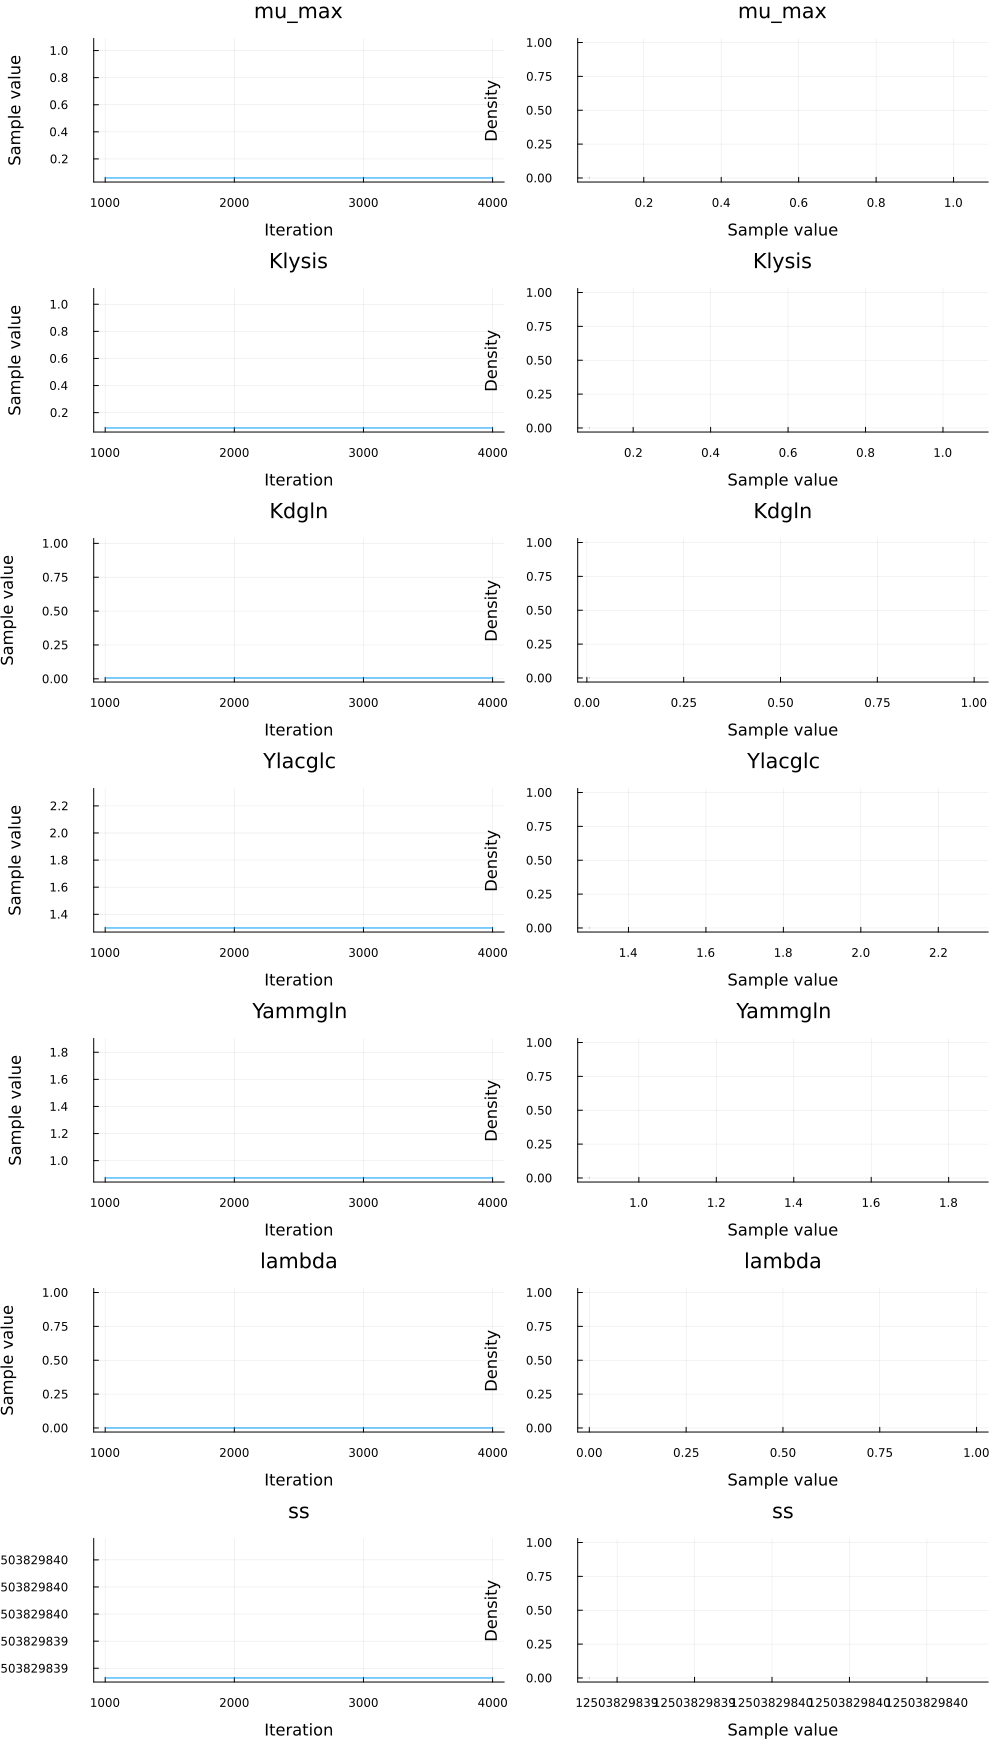 mu_max mu_max
Sample value
1.0
0.8
0.6
0.4
0.2
1000 2000 3000 4000
Iteration
Density
1.00
0.75
0.50
0.25
0.00
0.2 0.4 0.6 0.8 1.0
Sample value
Klysis Klysis
Sample value
1.0
0.8
0.6
0.4
0.2
1000 2000 3000 4000
Iteration
Density
1.00
0.75
0.50
0.25
0.00
0.2 0.4 0.6 0.8 1.0
Sample value
Kdgln Kdgln
Sample value
1.00
0.75
0.50
0.25
0.00
1000 2000 3000 4000
Iteration
Density
1.00
0.75
0.50
0.25
0.00
0.00 0.25 0.50 0.75 1.00
Sample value
Ylacglc Ylacglc
Sample value
2.2
2.0
1.8
1.6
1.4
1000 2000 3000 4000
Iteration
Density
1.00
0.75
0.50
0.25
0.00
1.4 1.6 1.8 2.0 2.2
Sample value
Yammgln Yammgln
Sample value
1.8
1.6
1.4
1.2
1.0
1000 2000 3000 4000
Iteration
Density
1.00
0.75
0.50
0.25
0.00
1.0 1.2 1.4 1.6 1.8
Sample value
lambda lambda
Sample value
1.00
0.75
0.50
0.25
0.00
1000 2000 3000 4000
Iteration
Density
1.00
0.75
0.50
0.25
0.00
0.00 0.25 0.50 0.75 1.00
Sample value
ss ss
503829840
503829840
503829840
503829839
503829839
1000 2000 3000 4000
Iteration
Density
1.00
0.75
0.50
0.25
0.00
12503829839 12503829839 12503829840 12503829840 12503829840
Sample value